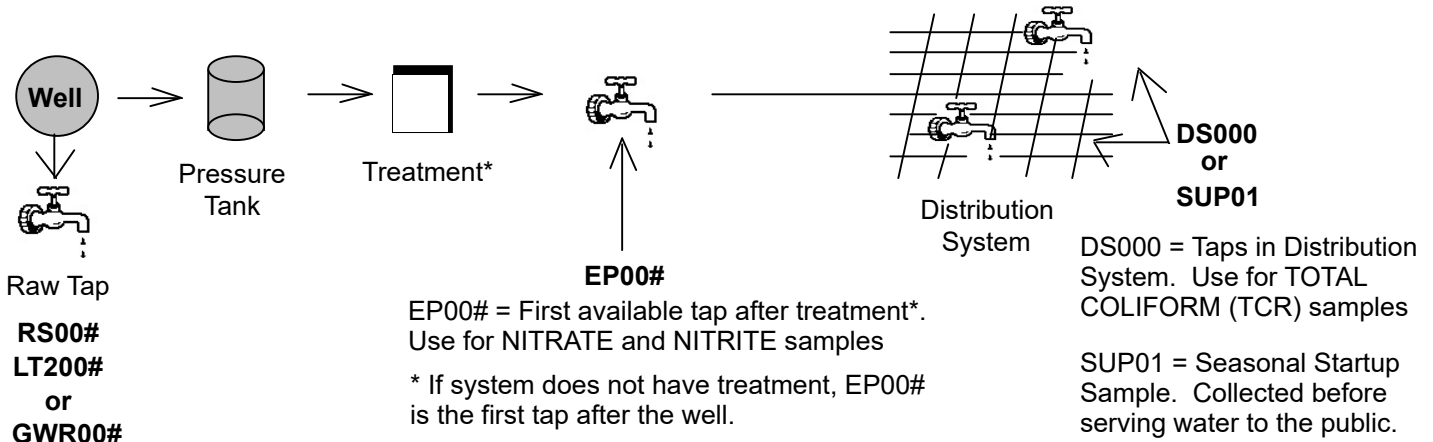 Well
Raw Tap
RS00#
LT200#
or
GWR00#
Pressure
Tank
Treatment*
EP00#
EP00# = First available tap after treatment*.
Use for NITRATE and NITRITE samples
* If system does not have treatment, EP00#
is the first tap after the well.
Distribution
System
DS000
or
SUP01
DS000 = Taps in Distribution
System. Use for TOTAL
COLIFORM (TCR) samples
SUP01 = Seasonal Startup
Sample. Collected before
serving water to the public.